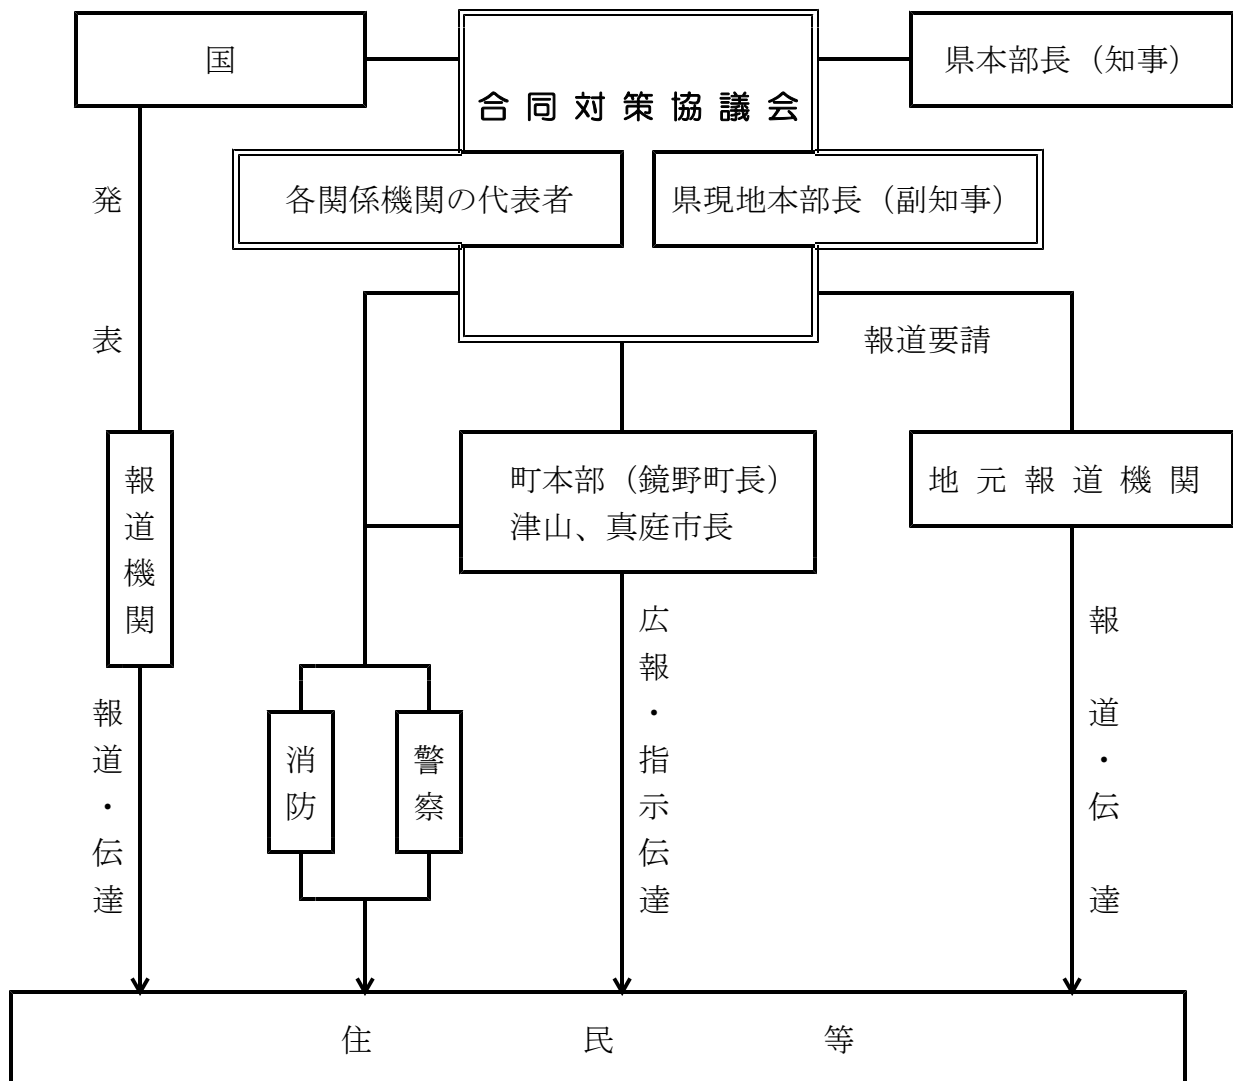 国
合同対策協議会
県本部長（知事）
各関係機関の代表者
県現地本部長（副知事）
発表
報道要請
報道機関
町本部（鏡野町長）
津山、真庭市長
地元報道機関
報道・伝達
消防
警察
広報・指示伝達
報道・伝達
住民等